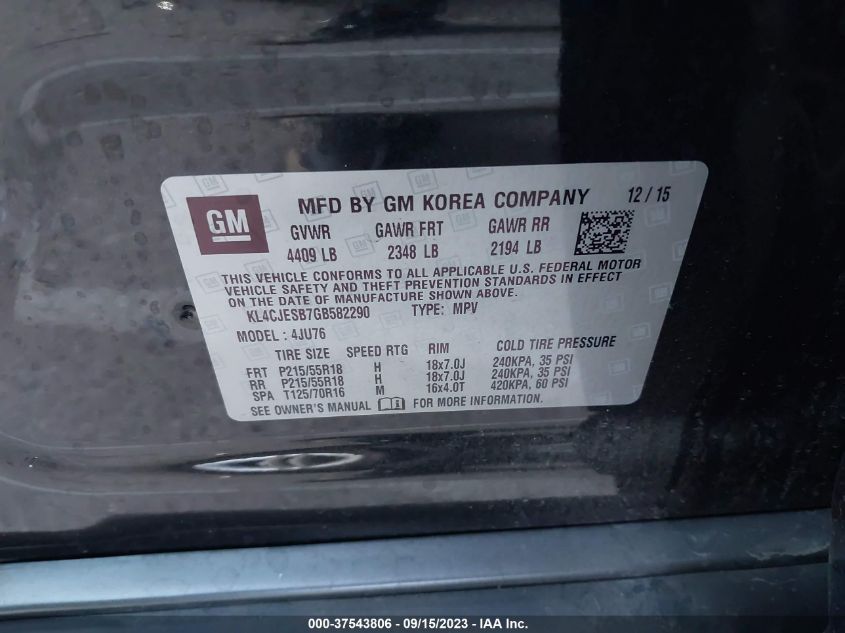 GM
MFD BY GM KOREA COMPANY 12 / 15
GVWR GAWR FRT GAWR RR
4409 LB 2348 LB 2194 LB
THIS VEHICLE CONFORMS TO ALL APPLICABLE U.S. FEDERAL MOTOR
VEHICLE SAFETY AND THEFT PREVENTION STANDARDS IN EFFECT
ON THE DATE OF MANUFACTURE SHOWN ABOVE.
KL4CJESB7GB582290 TYPE: MPV
MODEL : 4JU76
TIRE SIZE SPEED RTG RIM COLD TIRE PRESSURE
FRT P215/55R18 H 18x7.0J 240KPA, 35 PSI
RR P215/55R18 H 18x7.0J 240KPA, 35 PSI
SPA T125/70R16 M 16x4.0T 420KPA, 60 PSI
SEE OWNER'S MANUAL FOR MORE INFORMATION.
000-37543806 - 09/15/2023 - IAA Inc.